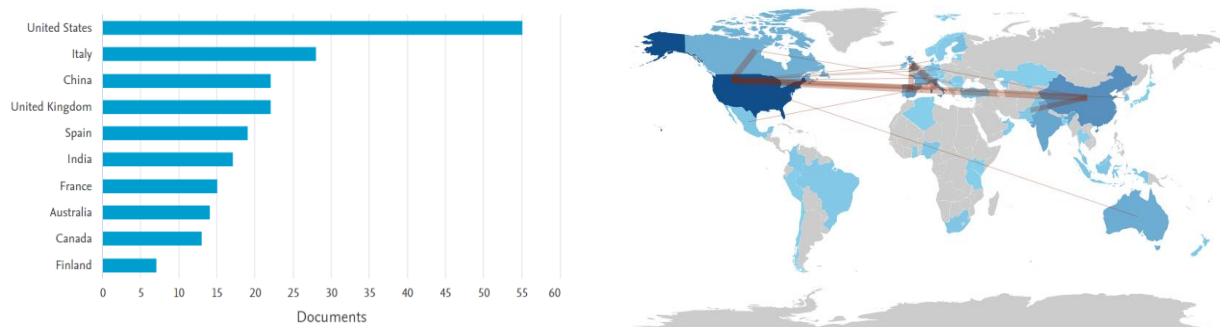 United States
Italy
China
United Kingdom
Spain
India
France
Australia
Canada
Finland
0 5 10 15 20 25 30 35 40 45 50 55 60
Documents